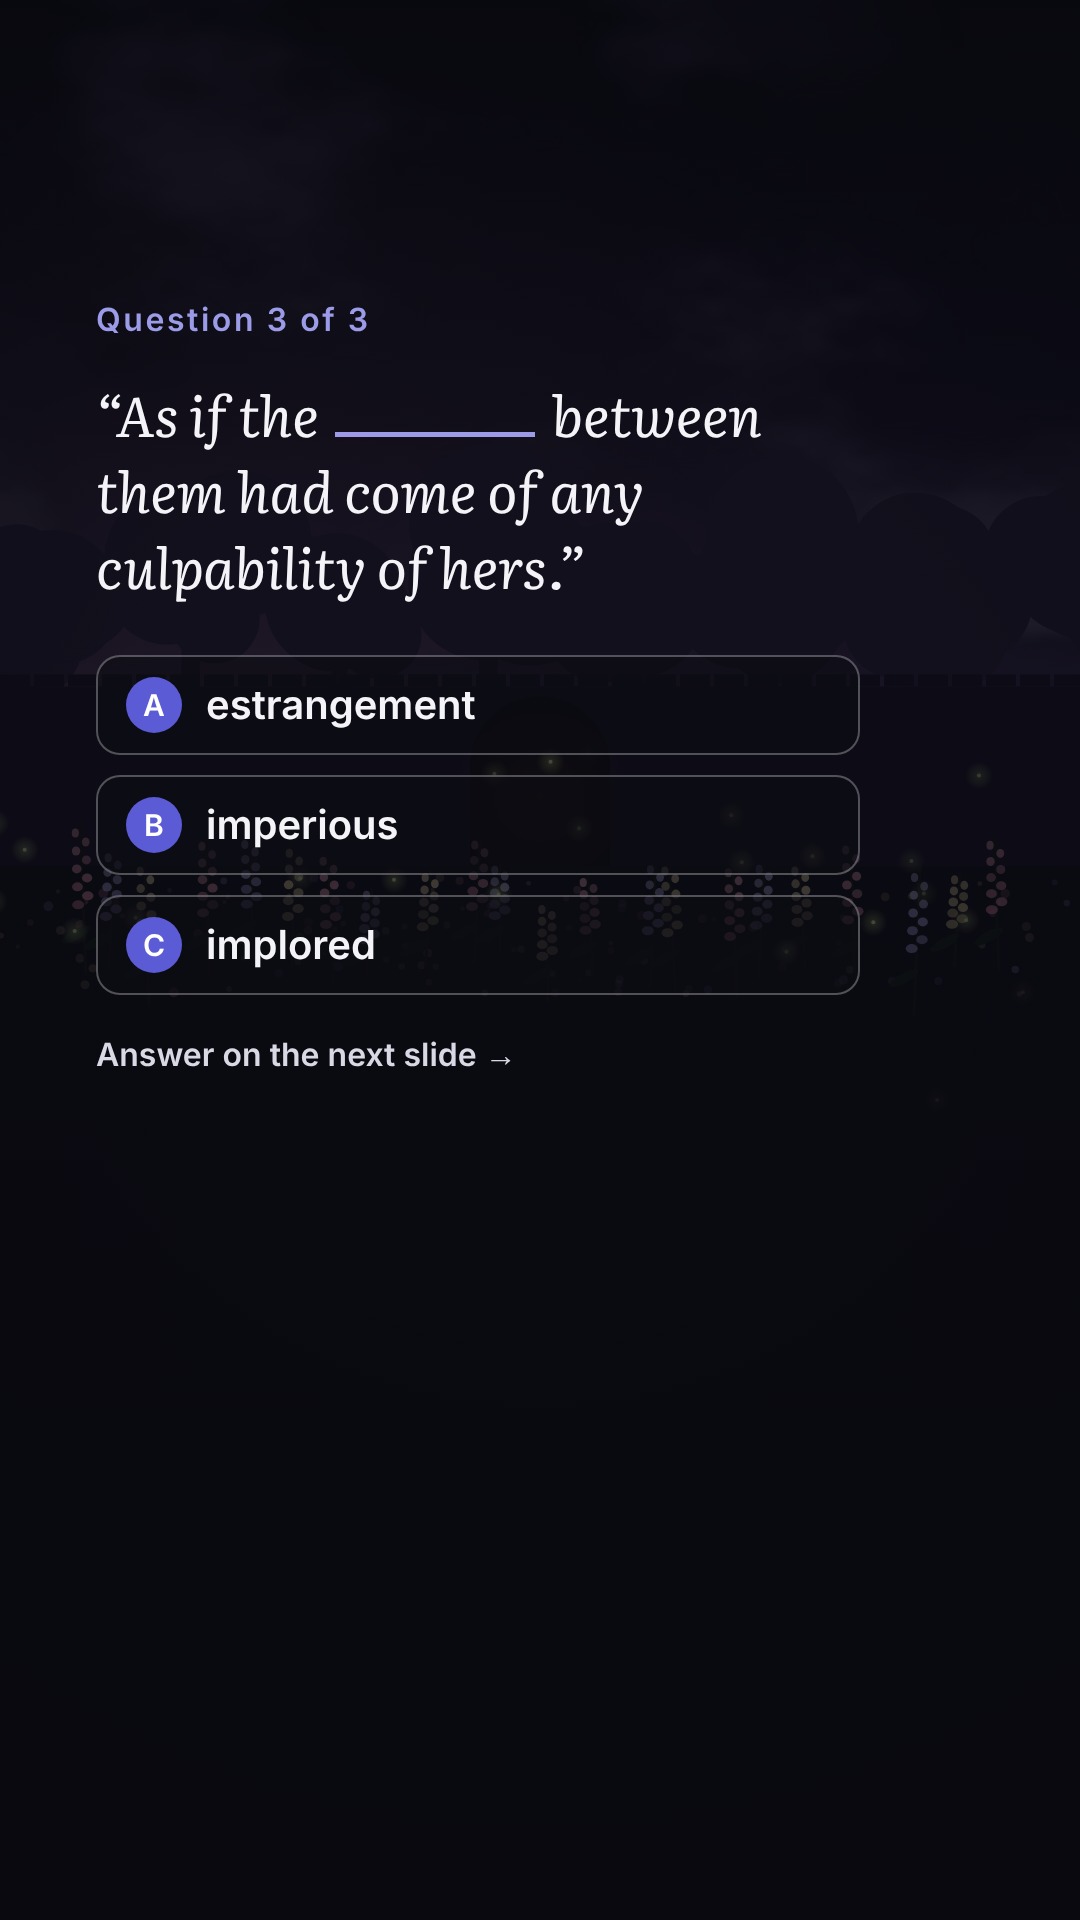 Question 3 of 3
“As if the ________ between
them had come of any
culpability of hers.”
A estrangement
B imperious
C implored
Answer on the next slide →